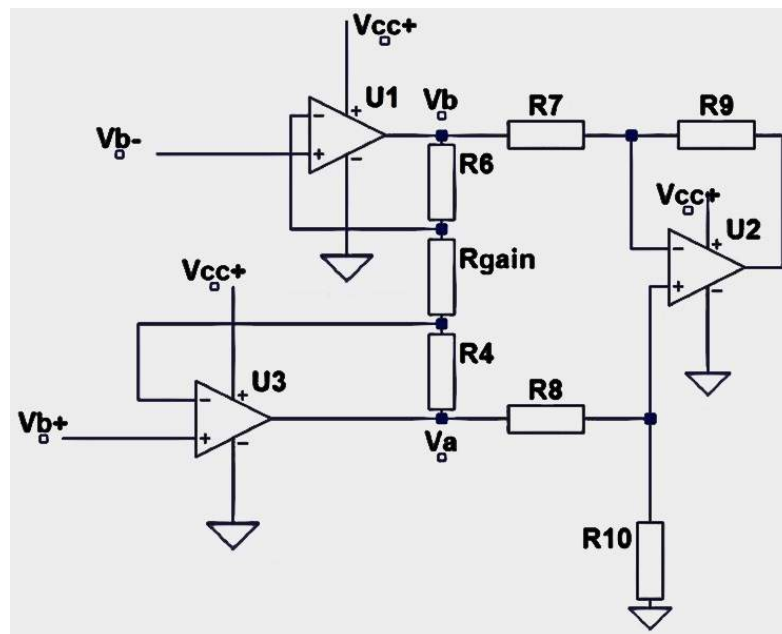 Vcc+
U1
Vb
R7
R9
Vb-
R6
Vcc+
U2
Rgain
Vcc+
R4
U3
R8
Vb+
Va
R10